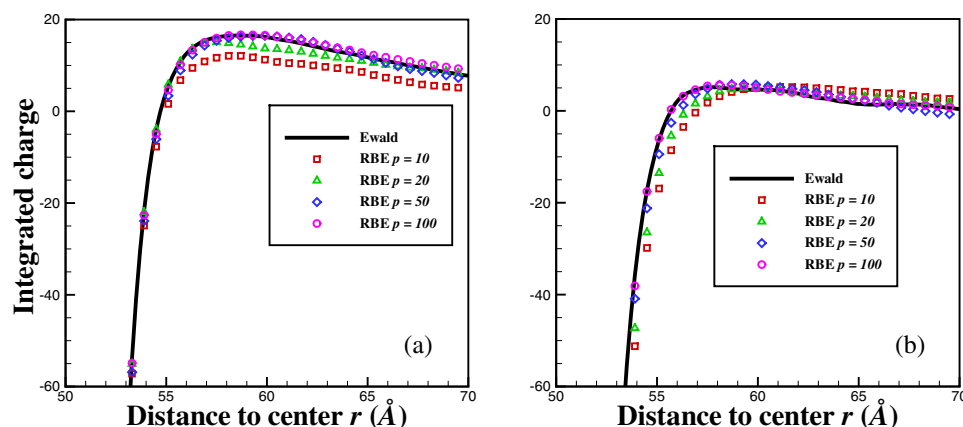 Integrated charge
20
0
-20
-40
-60
Ewald
RBE p = 10
RBE p = 20
RBE p = 50
RBE p = 100
(a)
50
55
60
65
70
Distance to center r (Å)
20
0
-20
-40
-60
Ewald
RBE p = 10
RBE p = 20
RBE p = 50
RBE p = 100
(b)
50
55
60
65
70
Distance to center r (Å)